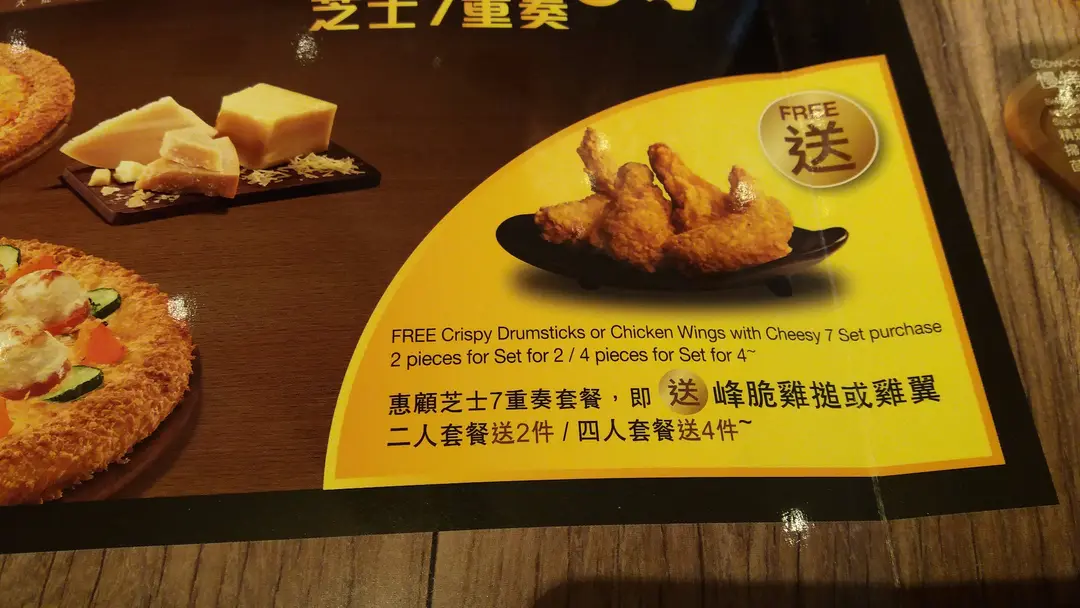 芝士7重奏
FREE
送
FREE Crispy Drumsticks or Chicken Wings with Cheesy 7 Set purchase
2 pieces for Set for 2 / 4 pieces for Set for 4~
惠顧芝士7重奏套餐，即送峰脆雞搥或雞翼
二人套餐送2件 / 四人套餐送4件~